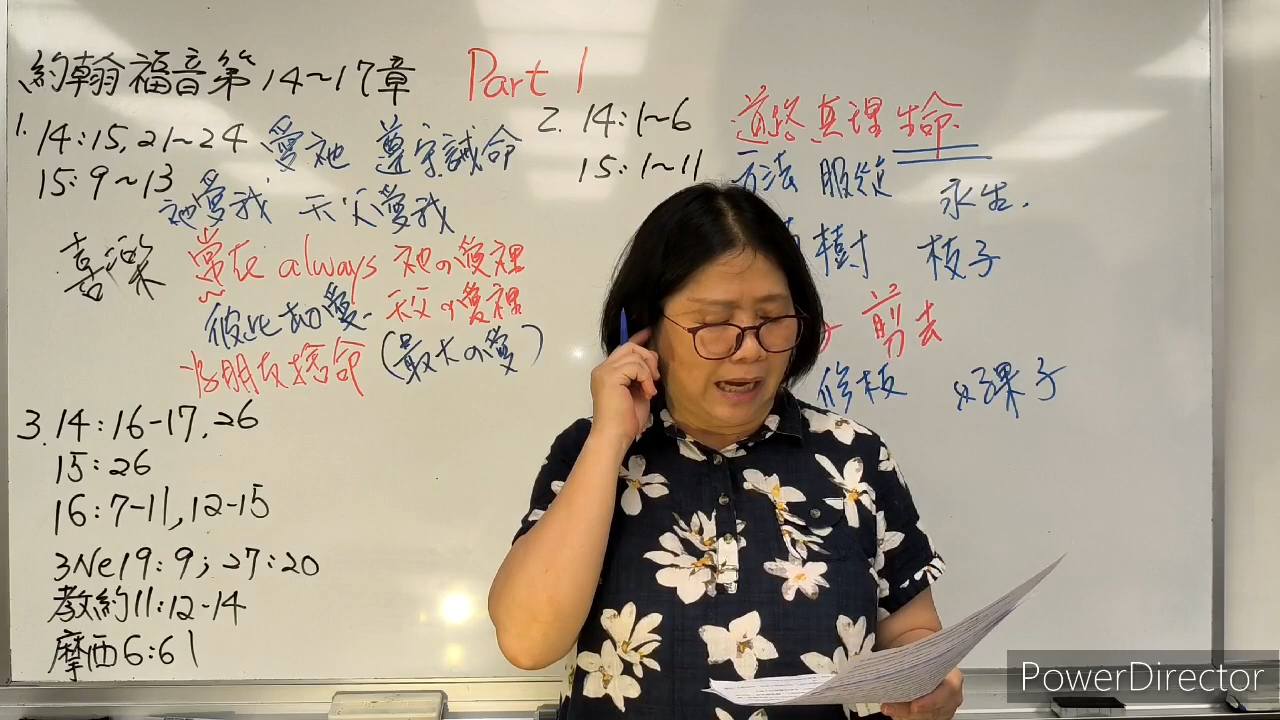 約翰福音第14~17章 Part 1
1. 14:15,21~24 愛祂 遵守誡命
15:9~13
祂愛我 天父愛我
喜樂 常在 always 祂の愛裡
彼此相愛. 天父の愛裡
為朋友捨命 (最大の愛)
2. 14:1~6 道路真理生命
15:1~11 方法 服從 永生.
樹 枝子
剪去
修枝 好果子
3. 14:16-17,26
15:26
16:7-11,12-15
3Ne19:9;27:20
教約11:12-14
摩西6:61
PowerDirector